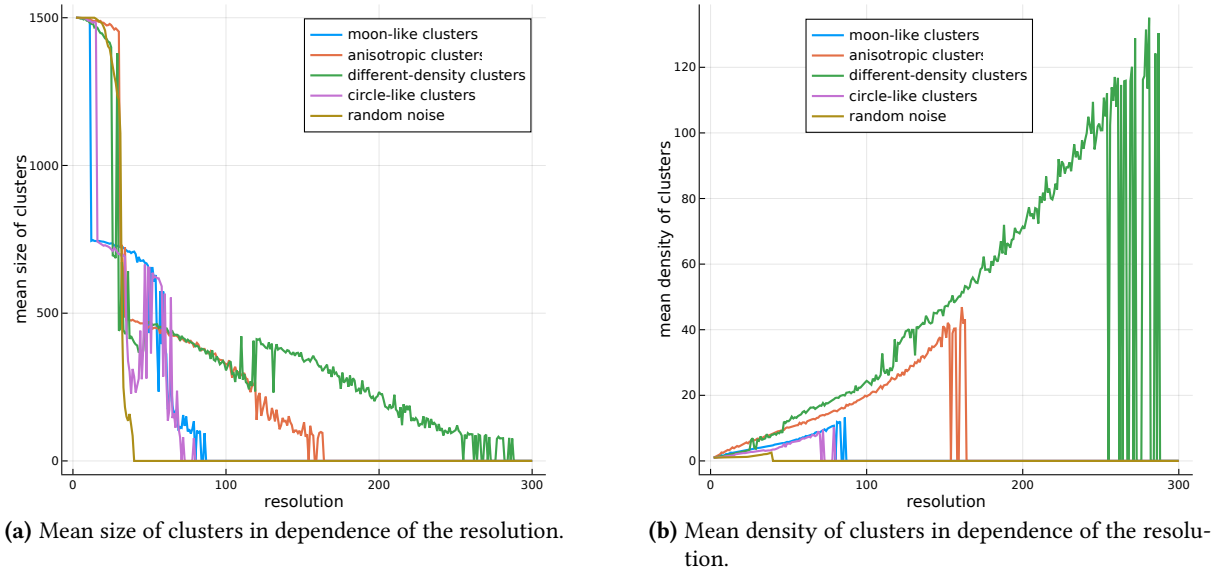 1500
1000
500
0
mean size of clusters
0
100
200
300
resolution
moon-like clusters
anisotropic clusters
different-density clusters
circle-like clusters
random noise
(a) Mean size of clusters in dependence of the resolution.
120
100
80
60
40
20
0
mean density of clusters
0
100
200
300
resolution
moon-like clusters
anisotropic clusters
different-density clusters
circle-like clusters
random noise
(b) Mean density of clusters in dependence of the resolu-
tion.